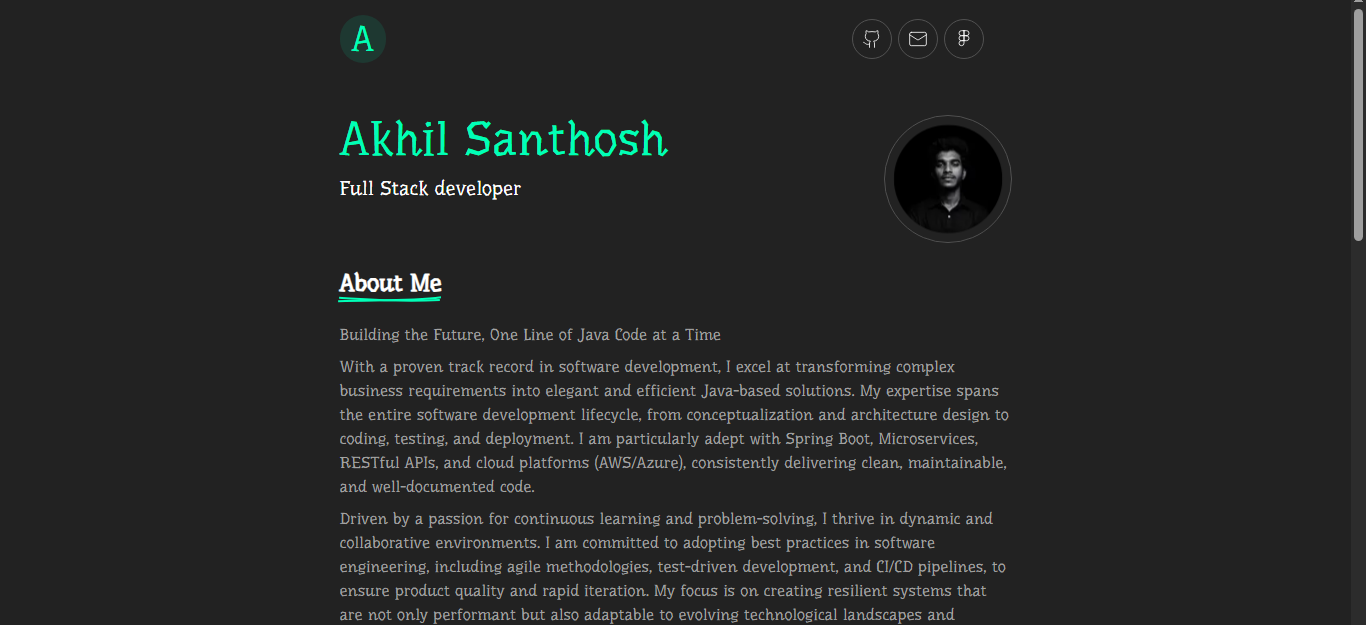 A
Akhil Santhosh
Full Stack developer
About Me
Building the Future, One Line of Java Code at a Time
With a proven track record in software development, I excel at transforming complex
business requirements into elegant and efficient Java-based solutions. My expertise spans
the entire software development lifecycle, from conceptualization and architecture design to
coding, testing, and deployment. I am particularly adept with Spring Boot, Microservices,
RESTful APIs, and cloud platforms (AWS/Azure), consistently delivering clean, maintainable,
and well-documented code.
Driven by a passion for continuous learning and problem-solving, I thrive in dynamic and
collaborative environments. I am committed to adopting best practices in software
engineering, including agile methodologies, test-driven development, and CI/CD pipelines, to
ensure product quality and rapid iteration. My focus is on creating resilient systems that
are not only performant but also adaptable to evolving technological landscapes and